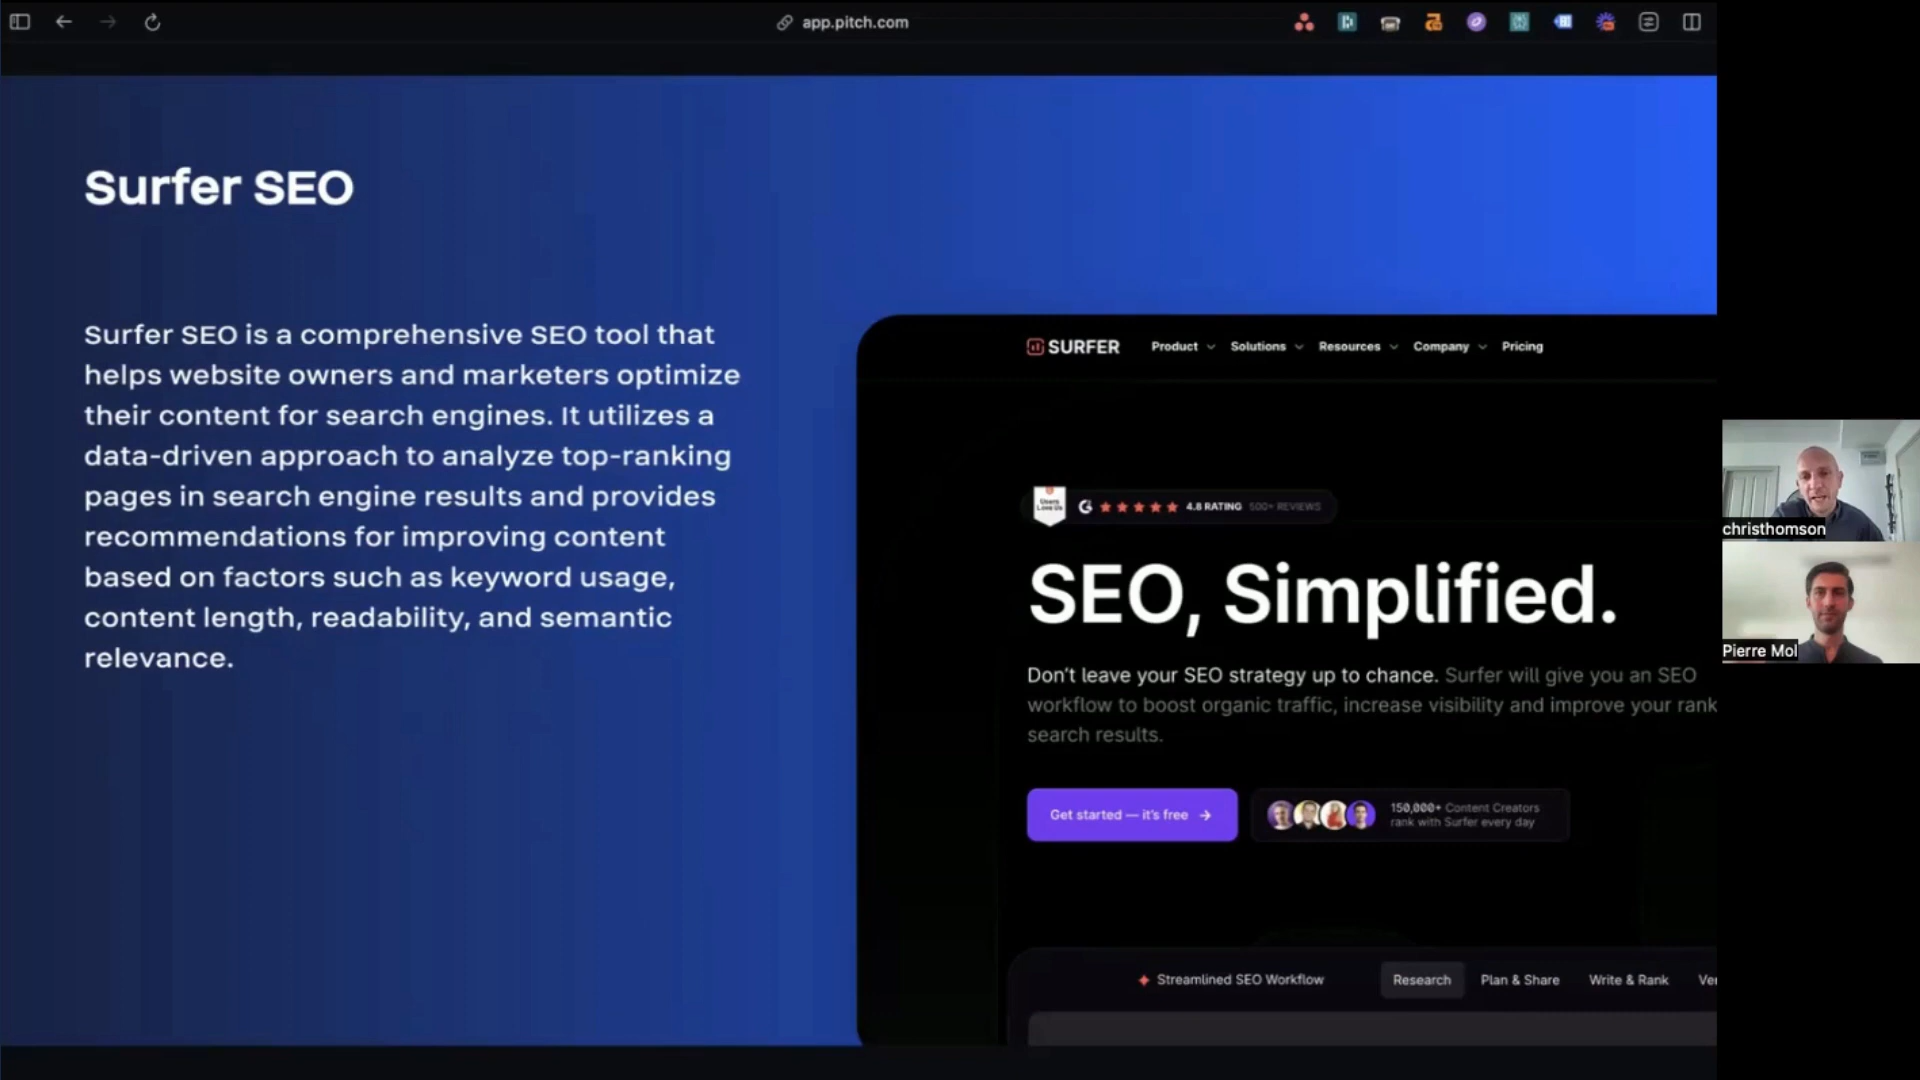 app.pitch.com
Surfer SEO
Surfer SEO is a comprehensive SEO tool that
helps website owners and marketers optimize
their content for search engines. It utilizes a
data-driven approach to analyze top-ranking
pages in search engine results and provides
recommendations for improving content
based on factors such as keyword usage,
content length, readability, and semantic
relevance.
SURFER Product Solutions Resources Company Pricing
Users
Love Us
4.8 RATING 500+ REVIEWS
SEO, Simplified.
Don't leave your SEO strategy up to chance. Surfer will give you an SEO
workflow to boost organic traffic, increase visibility and improve your rank
search results.
Get started — it's free →
150,000+ Content Creators
rank with Surfer every day
Streamlined SEO Workflow Research Plan & Share Write & Rank Ver
christhomson
Pierre Mol